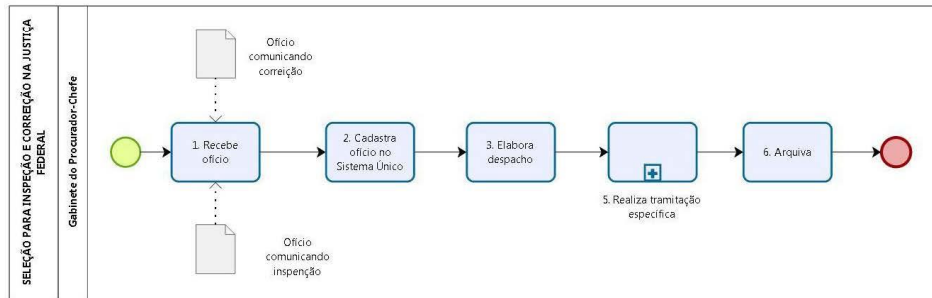 SELEÇÃO PARA INSPEÇÃO E CORREIÇÃO NA JUSTIÇA
FEDERAL
Gabinete do Procurador-Chefe
Ofício
comunicando
correição
1. Recebe
ofício
2. Cadastra
ofício no
Sistema Único
3. Elabora
despacho
5. Realiza tramitação
específica
6. Arquiva
Ofício
comunicando
inspenção